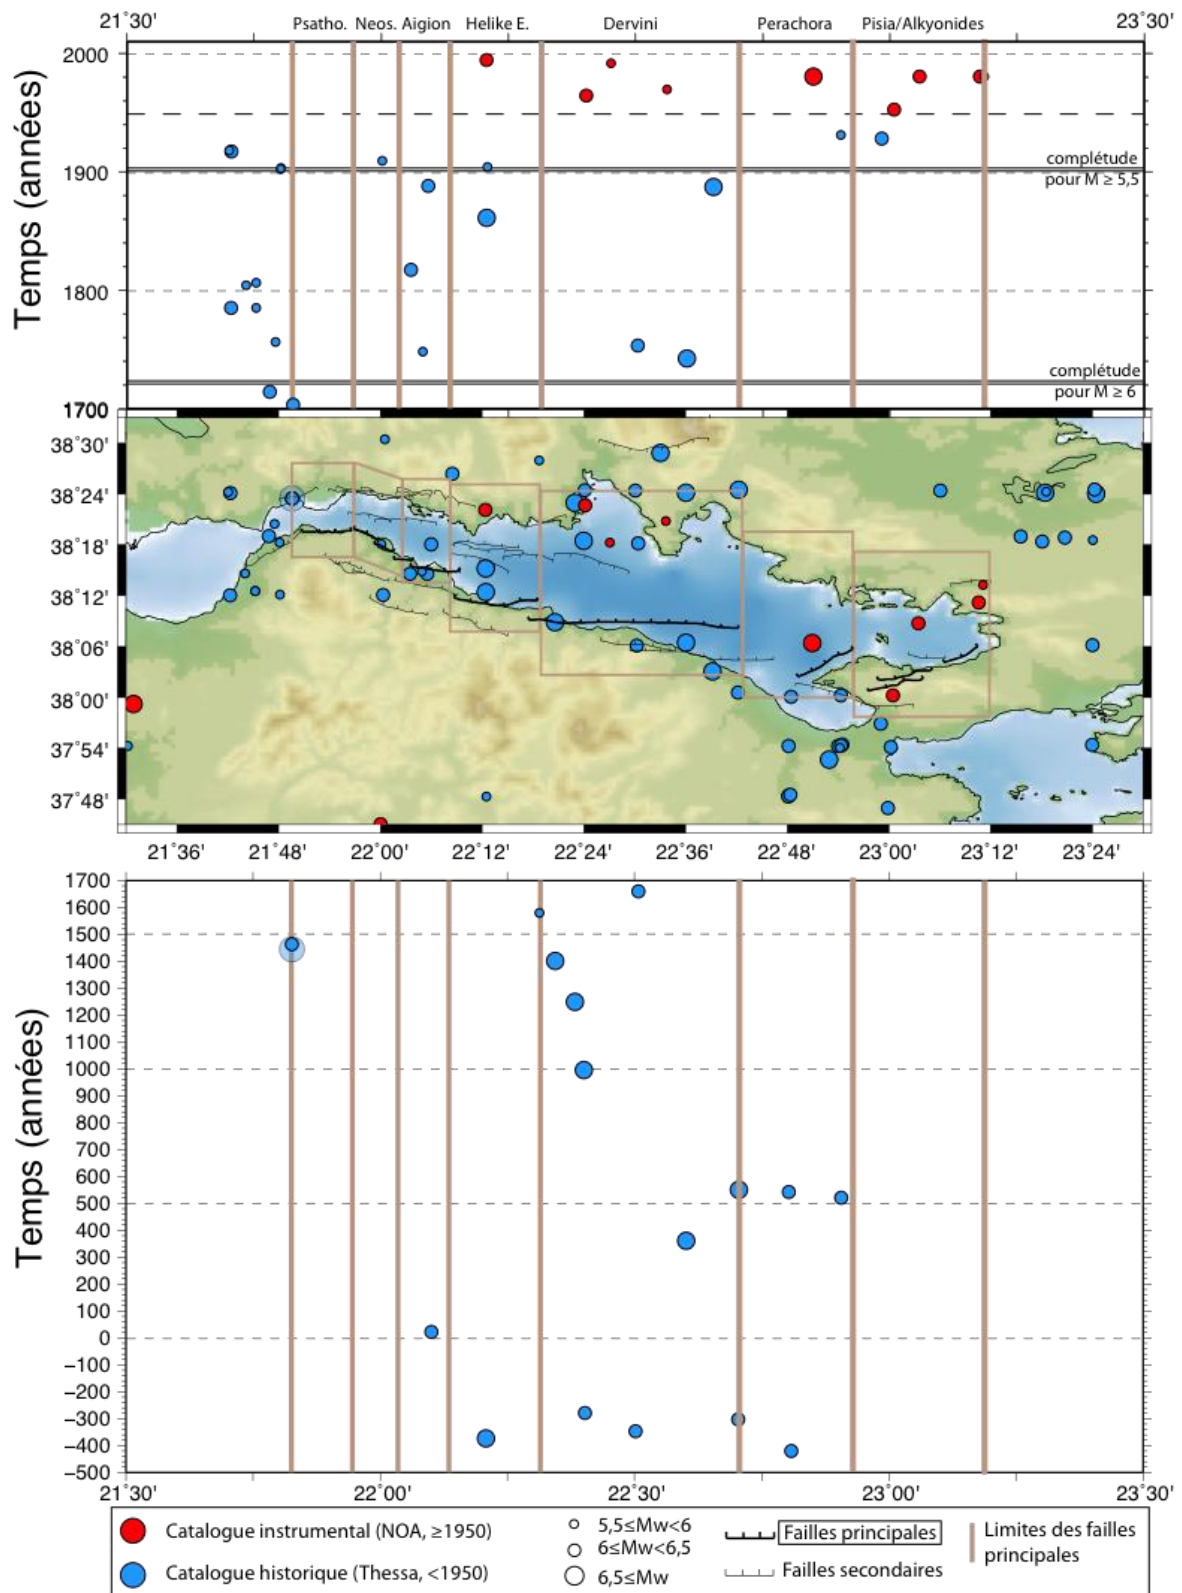 21˚30' 23˚30'
Psatho. Neos. Aigion Helike E. Dervini Perachora Pisia/Alkyonides
Temps (années)
2000
1900
1800
1700
complétude
pour M ≥ 5,5
complétude
pour M ≥ 6
38˚30'
38˚24'
38˚18'
38˚12'
38˚06'
38˚00'
37˚54'
37˚48'
21˚36' 21˚48' 22˚00' 22˚12' 22˚24' 22˚36' 22˚48' 23˚00' 23˚12' 23˚24'
Temps (années)
1700
1600
1500
1400
1300
1200
1100
1000
900
800
700
600
500
400
300
200
100
0
−100
−200
−300
−400
−500
21˚30' 22˚00' 22˚30' 23˚00' 23˚30'
Catalogue instrumental (NOA, ≥1950)
Catalogue historique (Thessa, <1950)
5,5≤Mw<6
6≤Mw<6,5
6,5≤Mw
Failles principales
Failles secondaires
Limites des failles
principales